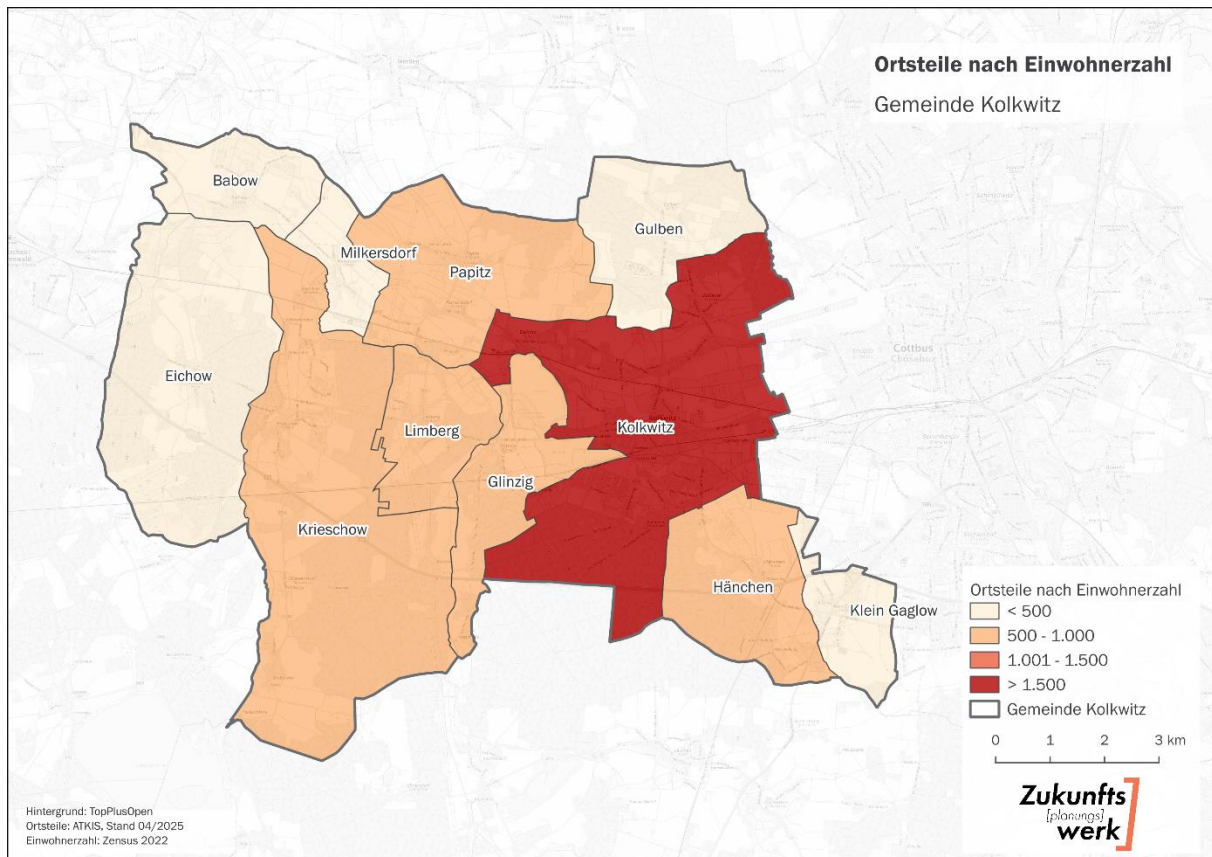 Ortsteile nach Einwohnerzahl
Gemeinde Kolkwitz
Babow
Gulben
Milkersdorf
Papitz
Cottbus
Chóśebuz
Eichow
Limberg
Kolkwitz
Glinzig
Krieschow
Hänchen
Klein Gaglow
Ortsteile nach Einwohnerzahl
< 500
500 - 1.000
1.001 - 1.500
> 1.500
Gemeinde Kolkwitz
0 1 2 3 km
Zukunfts
[planungs]
werk
Hintergrund: TopPlusOpen
Ortsteile: ATKIS, Stand 04/2025
Einwohnerzahl: Zensus 2022